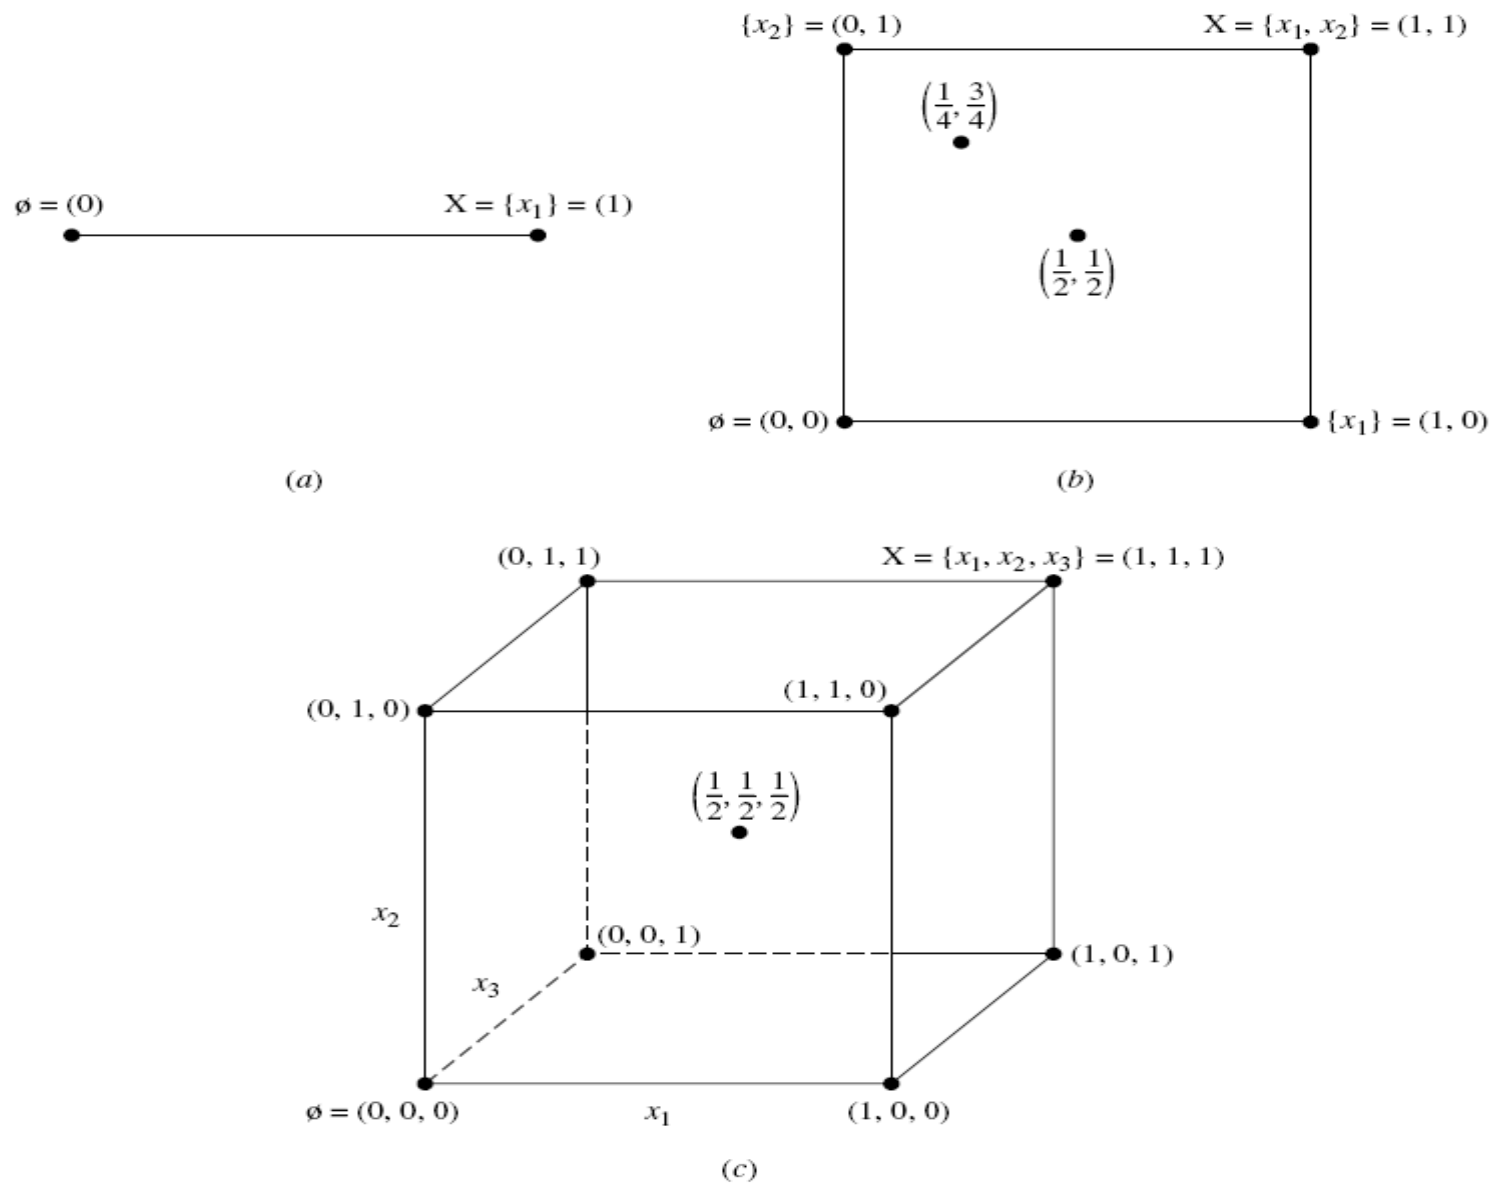 ø = (0)
X = {x₁} = (1)
(a)
{x₂} = (0, 1)
X = {x₁, x₂} = (1, 1)
(1/4, 3/4)
(1/2, 1/2)
ø = (0, 0)
{x₁} = (1, 0)
(b)
(0, 1, 1)
X = {x₁, x₂, x₃} = (1, 1, 1)
(0, 1, 0)
(1, 1, 0)
(1/2, 1/2, 1/2)
x₂
(0, 0, 1)
(1, 0, 1)
x₃
ø = (0, 0, 0)
x₁
(1, 0, 0)
(c)